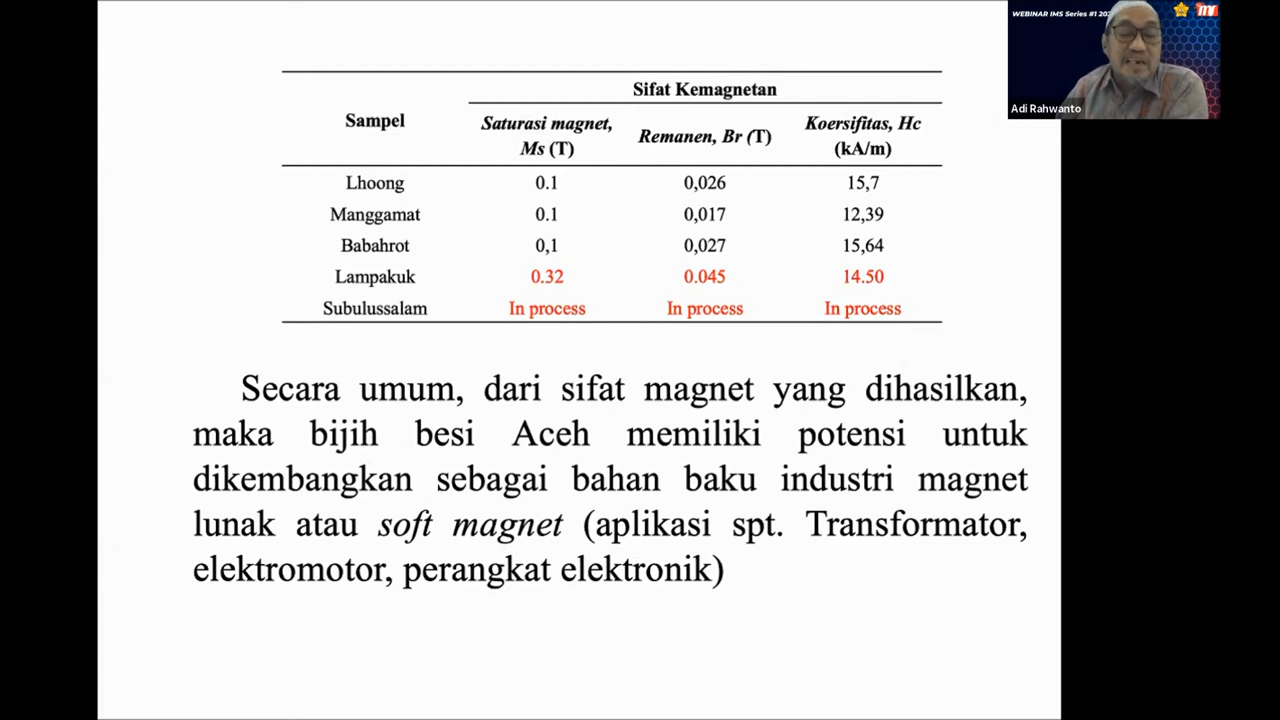 WEBINAR IMS Series #1
Adi Rahwanto
Sifat Kemagnetan
Sampel
Saturasi magnet, Ms (T)
Remanen, Br (T)
Koersifitas, Hc (kA/m)
Lhoong 0.1 0,026 15,7
Manggamat 0.1 0,017 12,39
Babahrot 0,1 0,027 15,64
Lampakuk 0.32 0.045 14.50
Subulussalam In process In process In process
Secara umum, dari sifat magnet yang dihasilkan,
maka bijih besi Aceh memiliki potensi untuk
dikembangkan sebagai bahan baku industri magnet
lunak atau soft magnet (aplikasi spt. Transformator,
elektromotor, perangkat elektronik)